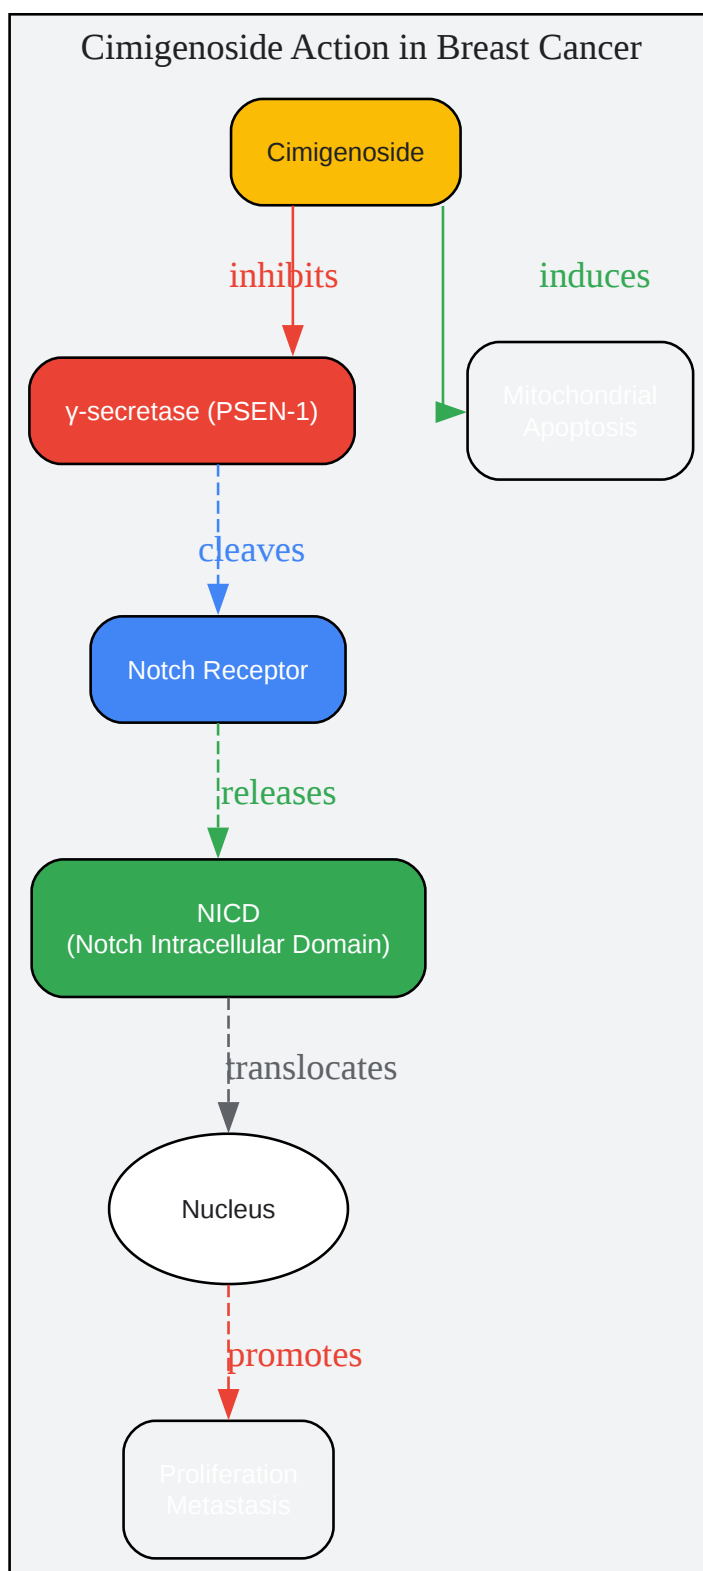 Cimigenoside Action in Breast Cancer
Cimigenoside
inhibits
induces
γ-secretase (PSEN-1)
Mitochondrial
Apoptosis
cleaves
Notch Receptor
releases
NICD
(Notch Intracellular Domain)
translocates
Nucleus
promotes
Proliferation
Metastasis